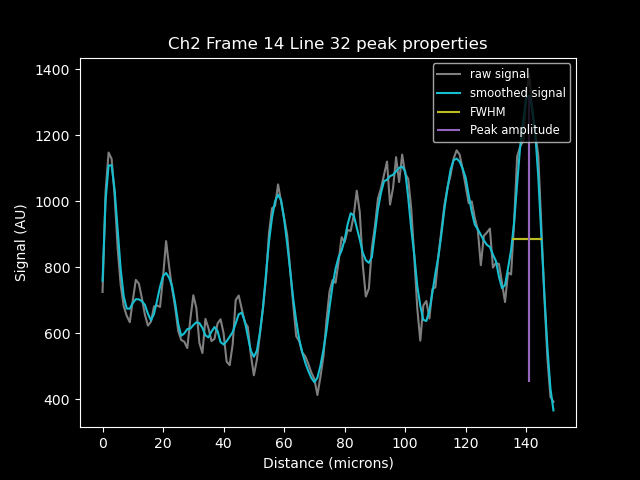 Ch2 Frame 14 Line 32 peak properties
raw signal
smoothed signal
FWHM
Peak amplitude
Signal (AU)
1400
1200
1000
800
600
400
0 20 40 60 80 100 120 140
Distance (microns)